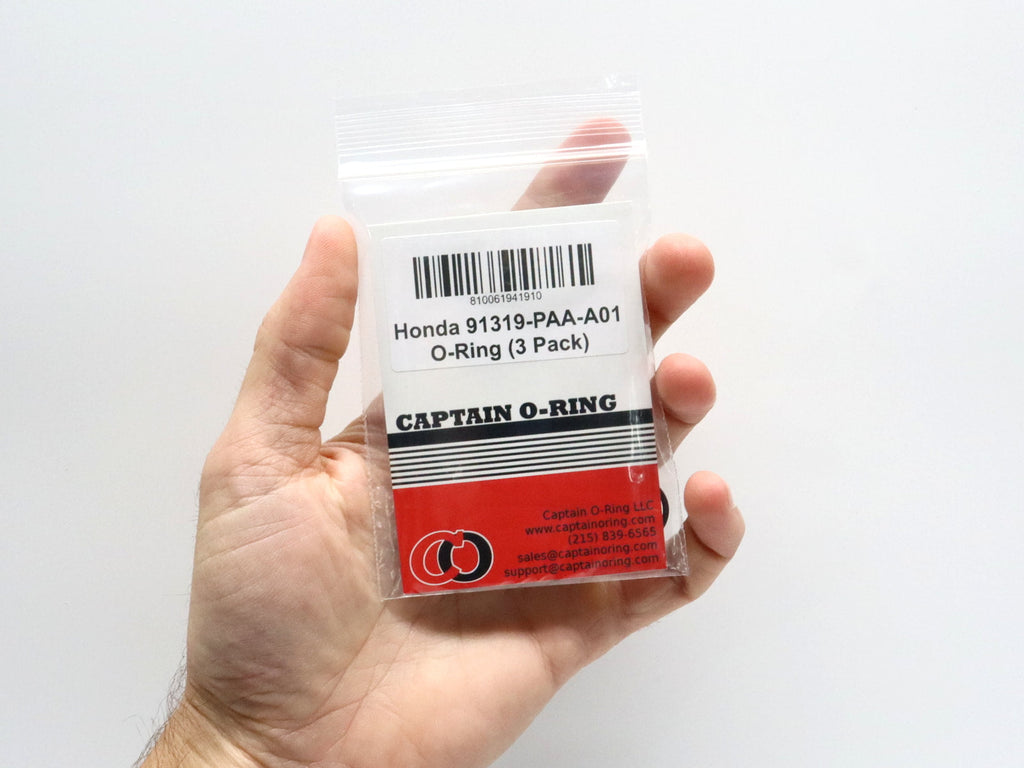 810061941910
Honda 91319-PAA-A01
O-Ring (3 Pack)
CAPTAIN O-RING
Captain O-Ring LLC
www.captainoring.com
(215) 839-6565
sales@captainoring.com
support@captainoring.com